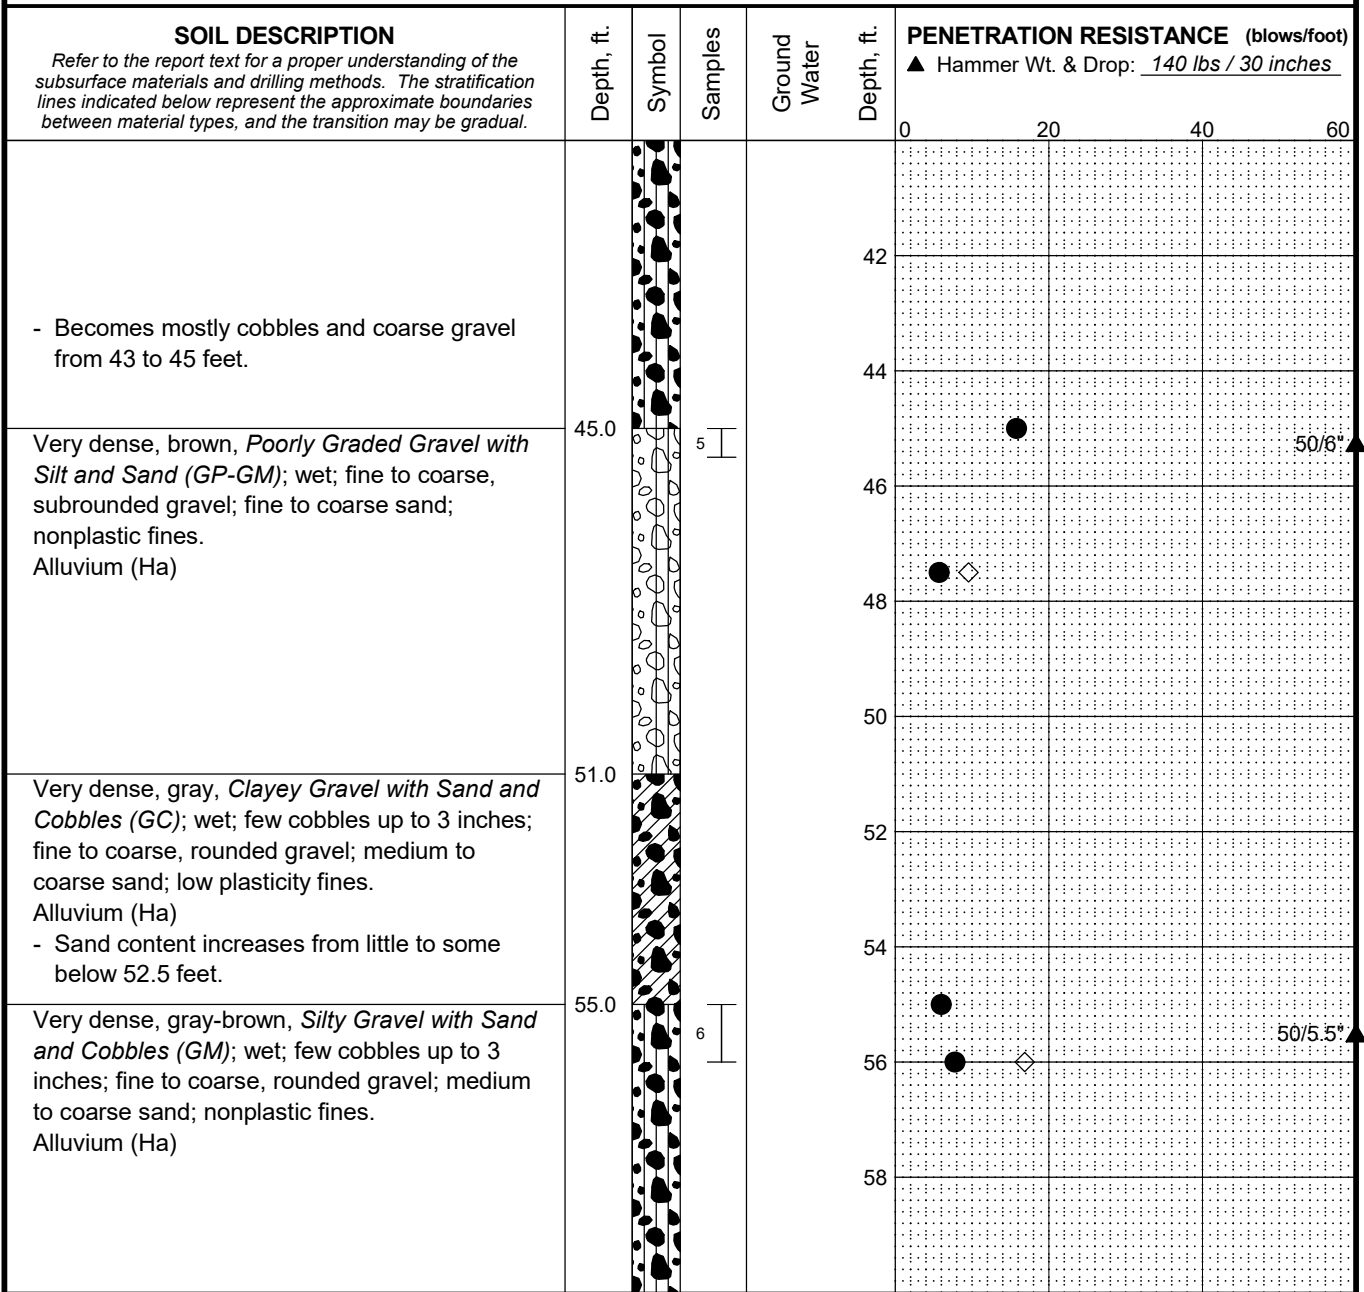 SOIL DESCRIPTION
Refer to the report text for a proper understanding of the
subsurface materials and drilling methods. The stratification
lines indicated below represent the approximate boundaries
between material types, and the transition may be gradual.
Depth, ft.
Symbol
Samples
Ground
Water
Depth, ft.
PENETRATION RESISTANCE (blows/foot)
▲ Hammer Wt. & Drop: 140 lbs / 30 inches
0 20 40 60
42
- Becomes mostly cobbles and coarse gravel
from 43 to 45 feet.
44
45.0
Very dense, brown, Poorly Graded Gravel with
Silt and Sand (GP-GM); wet; fine to coarse,
subrounded gravel; fine to coarse sand;
nonplastic fines.
Alluvium (Ha)
5
50/6"
46
48
50
51.0
Very dense, gray, Clayey Gravel with Sand and
Cobbles (GC); wet; few cobbles up to 3 inches;
fine to coarse, rounded gravel; medium to
coarse sand; low plasticity fines.
Alluvium (Ha)
- Sand content increases from little to some
below 52.5 feet.
52
54
55.0
Very dense, gray-brown, Silty Gravel with Sand
and Cobbles (GM); wet; few cobbles up to 3
inches; fine to coarse, rounded gravel; medium
to coarse sand; nonplastic fines.
Alluvium (Ha)
6
50/5.5"
56
58